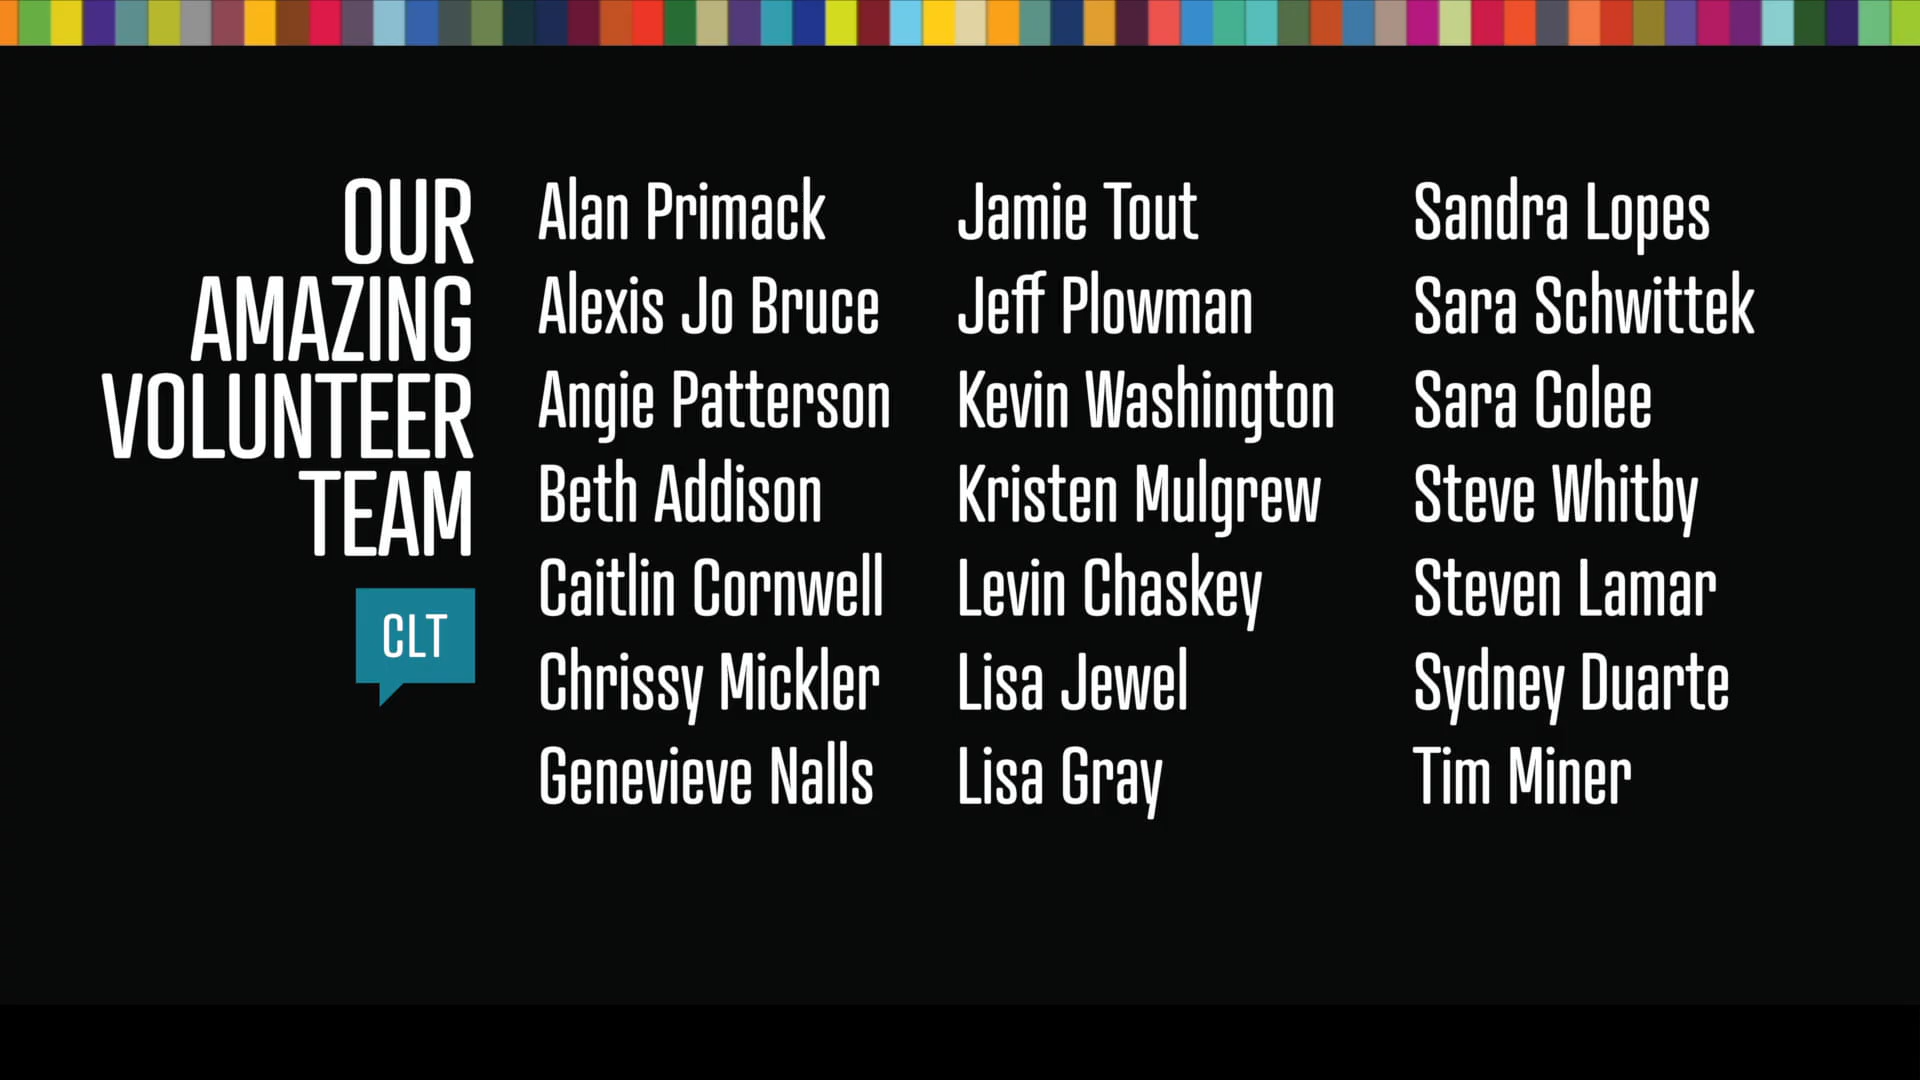 OUR
AMAZING
VOLUNTEER
TEAM
CLT
Alan Primack
Alexis Jo Bruce
Angie Patterson
Beth Addison
Caitlin Cornwell
Chrissy Mickler
Genevieve Nalls
Jamie Tout
Jeff Plowman
Kevin Washington
Kristen Mulgrew
Levin Chaskey
Lisa Jewel
Lisa Gray
Sandra Lopes
Sara Schwittek
Sara Colee
Steve Whitby
Steven Lamar
Sydney Duarte
Tim Miner